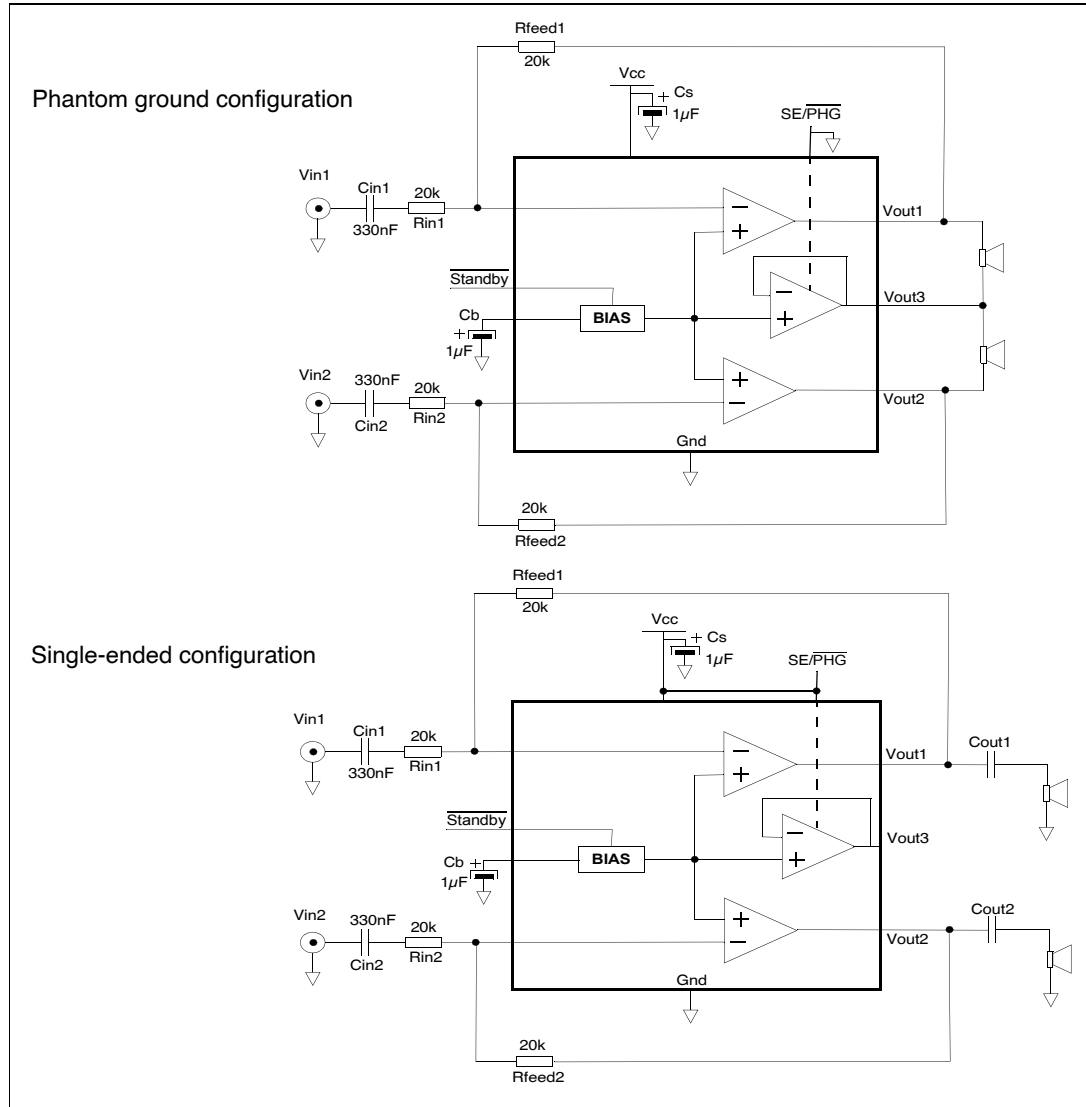 Phantom ground configuration
Rfeed1
20k
Vcc
+
Cs
1µF
SE/PHG
Vin1
Cin1
330nF
20k
Rin1
−
+
Vout1
Standby
Cb
+
1µF
BIAS
−
+
Vout3
Vin2
330nF
Cin2
20k
Rin2
+
−
Vout2
Gnd
20k
Rfeed2
Single-ended configuration
Rfeed1
20k
Vcc
+
Cs
1µF
SE/PHG
Vin1
Cin1
330nF
20k
Rin1
−
+
Vout1
Cout1
Standby
Cb
+
1µF
BIAS
−
+
Vout3
Vin2
330nF
Cin2
20k
Rin2
+
−
Vout2
Cout2
Gnd
20k
Rfeed2